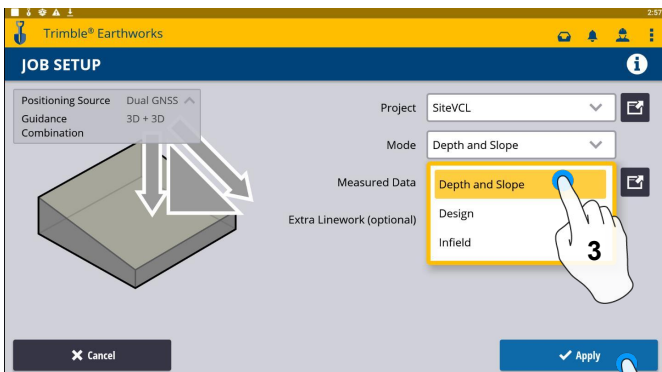 2:57
Trimble® Earthworks
JOB SETUP
Positioning Source Dual GNSS
Guidance Combination 3D + 3D
Project SiteVCL
Mode Depth and Slope
Measured Data
Depth and Slope
Design
Infield
Extra Linework (optional)
3
Cancel
Apply